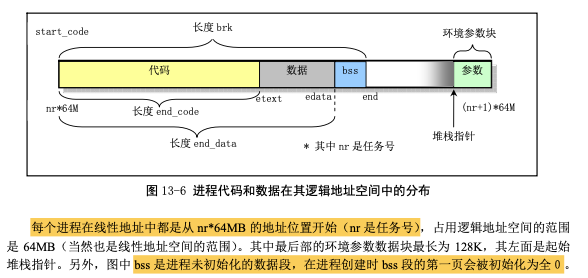 start_code
长度 brk
环境参数块
代码
数据
bss
参数
nr*64M
长度 end_code
etext
edata
end
(nr+1)*64M
长度 end_data
* 其中 nr 是任务号
堆栈指针
图 13-6 进程代码和数据在其逻辑地址空间中的分布
每个进程在线性地址中都是从 nr*64MB 的地址位置开始（nr 是任务号），占用逻辑地址空间的范围
是 64MB（当然也是线性地址空间的范围）。其中最后部的环境参数数据块最长为 128K，其左面是起始
堆栈指针。另外，图中 bss 是进程未初始化的数据段，在进程创建时 bss 段的第一页会被初始化为全 0 。